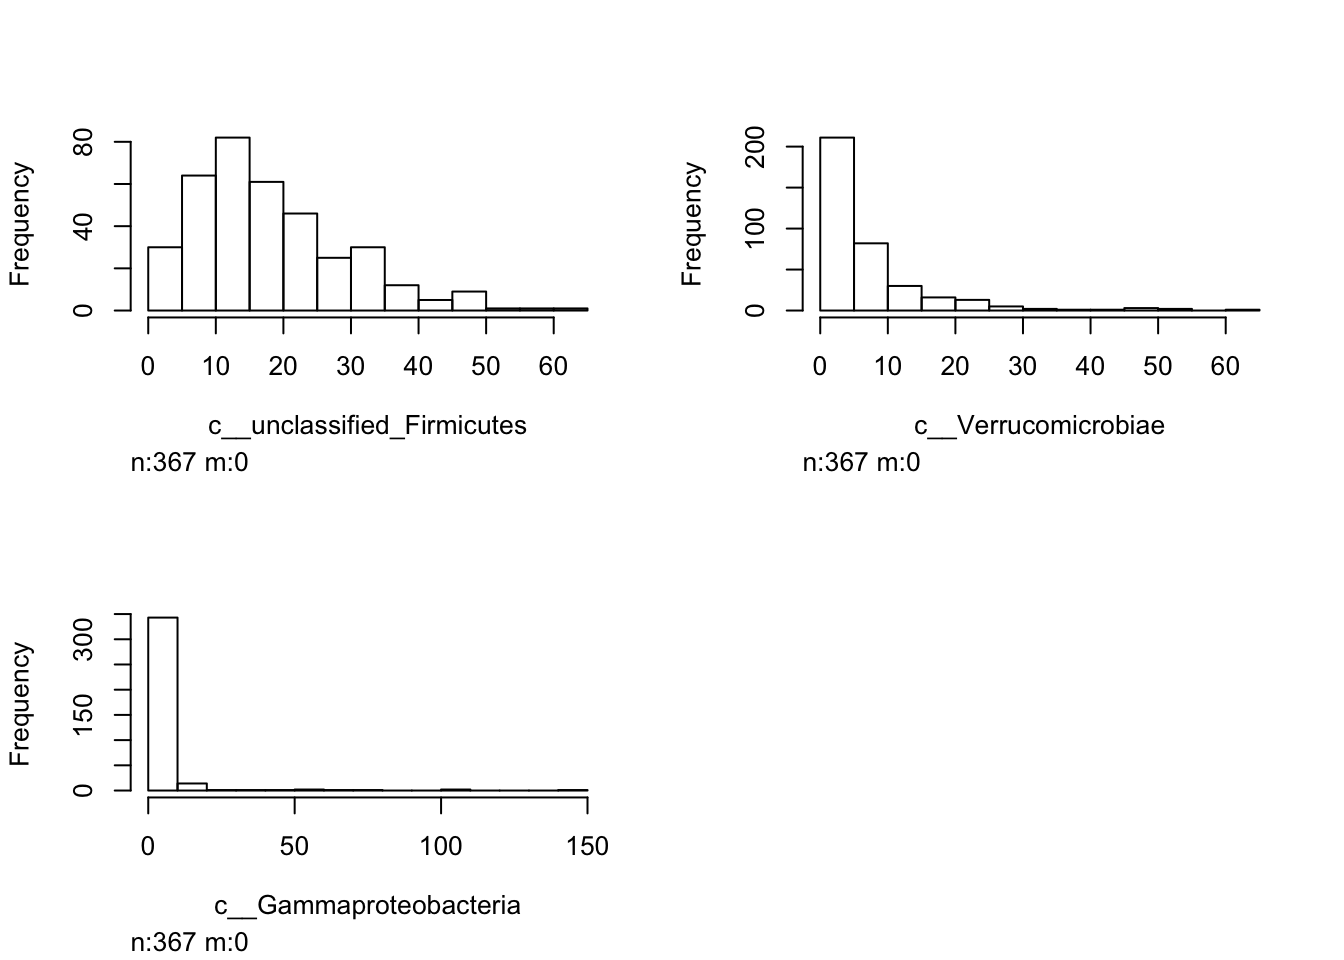 Frequency
80
40
0
0 10 20 30 40 50 60
c__unclassified_Firmicutes
n:367 m:0
Frequency
200
100
0
0 10 20 30 40 50 60
c__Verrucomicrobiae
n:367 m:0
Frequency
300
150
0
0 50 100 150
c__Gammaproteobacteria
n:367 m:0